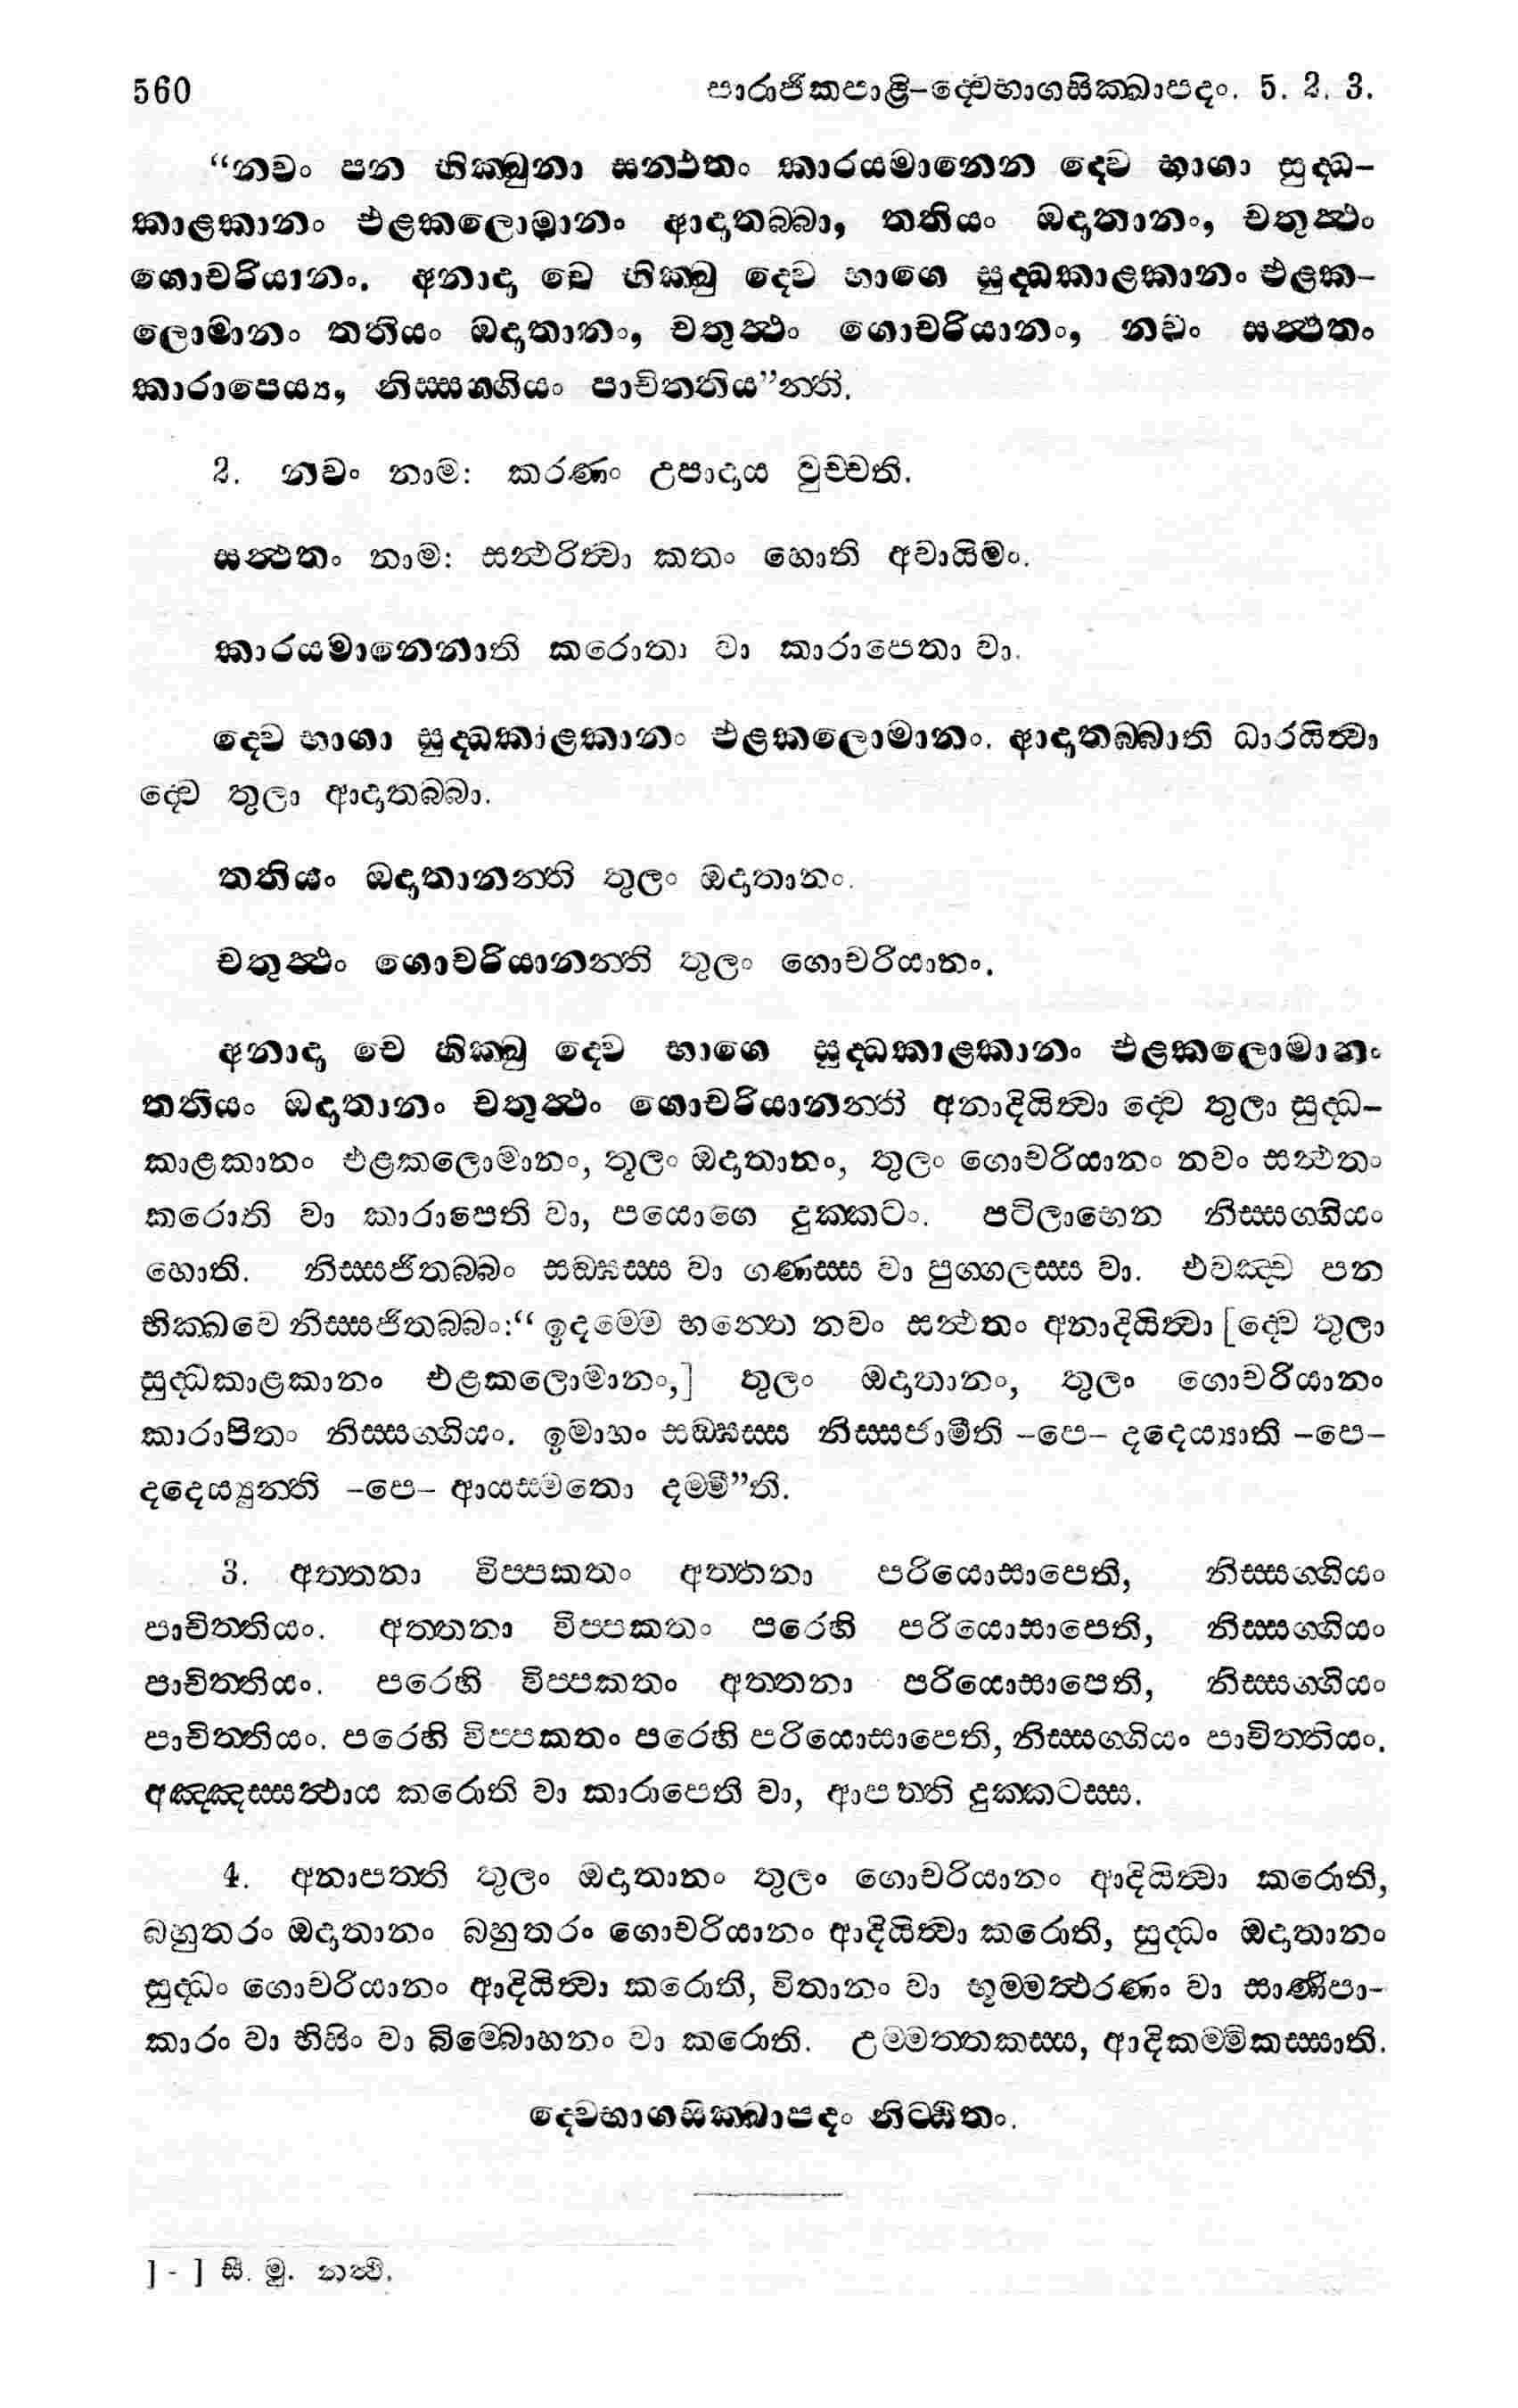 560 පාරාජිකපාළි-ද්වෙභාගසික්ඛාපදං. 5. 2. 3.
“නවං පන භික්ඛුනා සන්ථතං කාරයමානෙන ද්වෙ භාගා සුද්ධ-
කාළකානං එළකලොමානං ආදාතබ්බා, තතියං ඔදාතානං, චතුත්ථං
ගොචරියානං. අනාදා චෙ භික්ඛු ද්වෙ භාගෙ සුද්ධකාළකානං එළක-
ලොමානං තතියං ඔදාතානං, චතුත්ථං ගොචරියානං, නවං සන්ථතං
කාරාපෙය්‍ය, නිස්සග්ගියං පාචිත්තිය”න්ති.
2. නවං නාම: කරණං උපාදාය වුච්චති.
සන්ථතං නාම: සන්ථරිත්වා කතං හොති අවායිමං.
කාරයමානෙනාති කරොතා වා කාරාපෙතා වා.
ද්වෙ භාගා සුද්ධකාළකානං එළකලොමානං. ආදාතබ්බාති ධාරයිත්වා
ද්වෙ තුලා ආදාතබ්බා.
තතියං ඔදාතානන්ති තුලං ඔදාතානං.
චතුත්ථං ගොචරියානන්ති තුලං ගොචරියානං.
අනාදා චෙ භික්ඛු ද්වෙ භාගෙ සුද්ධකාළකානං එළකලොමානං
තතියං ඔදාතානං චතුත්ථං ගොචරියානන්ති අනාදියිත්වා ද්වෙ තුලා සුද්ධ-
කාළකානං එළකලොමානං, තූලං ඔදාතානං, තුලං ගොචරියානං නවං සන්ථතං
කරොති වා කාරාපෙති වා, පයොගෙ දුක්කටං. පටිලාභෙන නිස්සග්ගියං
හොති. නිස්සජිතබ්බං සඞ්ඝස්ස වා ගණස්ස වා පුග්ගලස්ස වා. එවඤ්ච පන
භික්ඛවෙ නිස්සජිතබ්බං:“ ඉදම්මෙ භන්තෙ නවං සන්ථතං අනාදියිත්වා [ද්වෙ තුලා
සුද්ධකාළකානං එළකලොමානං,] තුලං ඔදාතානං, තුලං ගොචරියානං
කාරාපිතං නිස්සග්ගියං. ඉමාහං සඞ්ඝස්ස නිස්සජාමීති -පෙ- දදෙය්‍යාති -පෙ-
දදෙය්‍යුන්ති -පෙ- ආයස්මතො දම්මී”ති.
3. අත්තනා විප්පකතං අත්තනා පරියොසාපෙති, නිස්සග්ගියං
පාචිත්තියං. අත්තනා විප්පකතං පරෙහි පරියොසාපෙති, නිස්සග්ගියං
පාචිත්තියං. පරෙහි විප්පකතං අත්තනා පරියොසාපෙති, නිස්සග්ගියං
පාචිත්තියං. පරෙහි විප්පකතං පරෙහි පරියොසාපෙති, නිස්සග්ගියං පාචිත්තියං.
අඤ්ඤස්සත්ථාය කරොති වා කාරාපෙති වා, ආපත්ති දුක්කටස්ස.
4. අනාපත්ති තුලං ඔදාතානං තුලං ගොචරියානං ආදියිත්වා කරොති,
බහුතරං ඔදාතානං බහුතරං ගොචරියානං ආදියිත්වා කරොති, සුද්ධං ඔදාතානං
සුද්ධං ගොචරියානං ආදියිත්වා කරොති, විතානං වා භූම්මත්ථරණං වා සාණිපා-
කාරං වා භිසිං වා බිම්බොහනං වා කරොති. උම්මත්තකස්ස, ආදිකම්මිකස්සාති.
ද්වෙභාගසික්ඛාපදං නිට්ඨිතං.
] - ] සී. මු. නත්ථි.